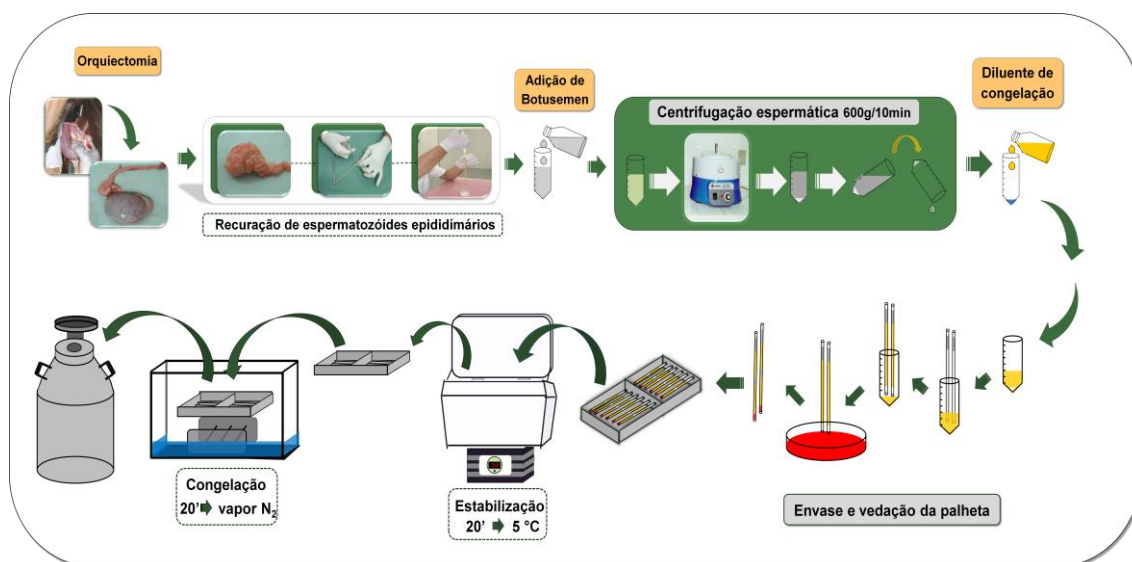 Orquiectomia
Adição de
Botusemen
Centrifugação espermática 600g/10min
Diluente de
congelação
Recuração de espermatozóides epididímários
Congelação
20' vapor N₂
Estabilização
20' 5 °C
Envase e vedação da palheta